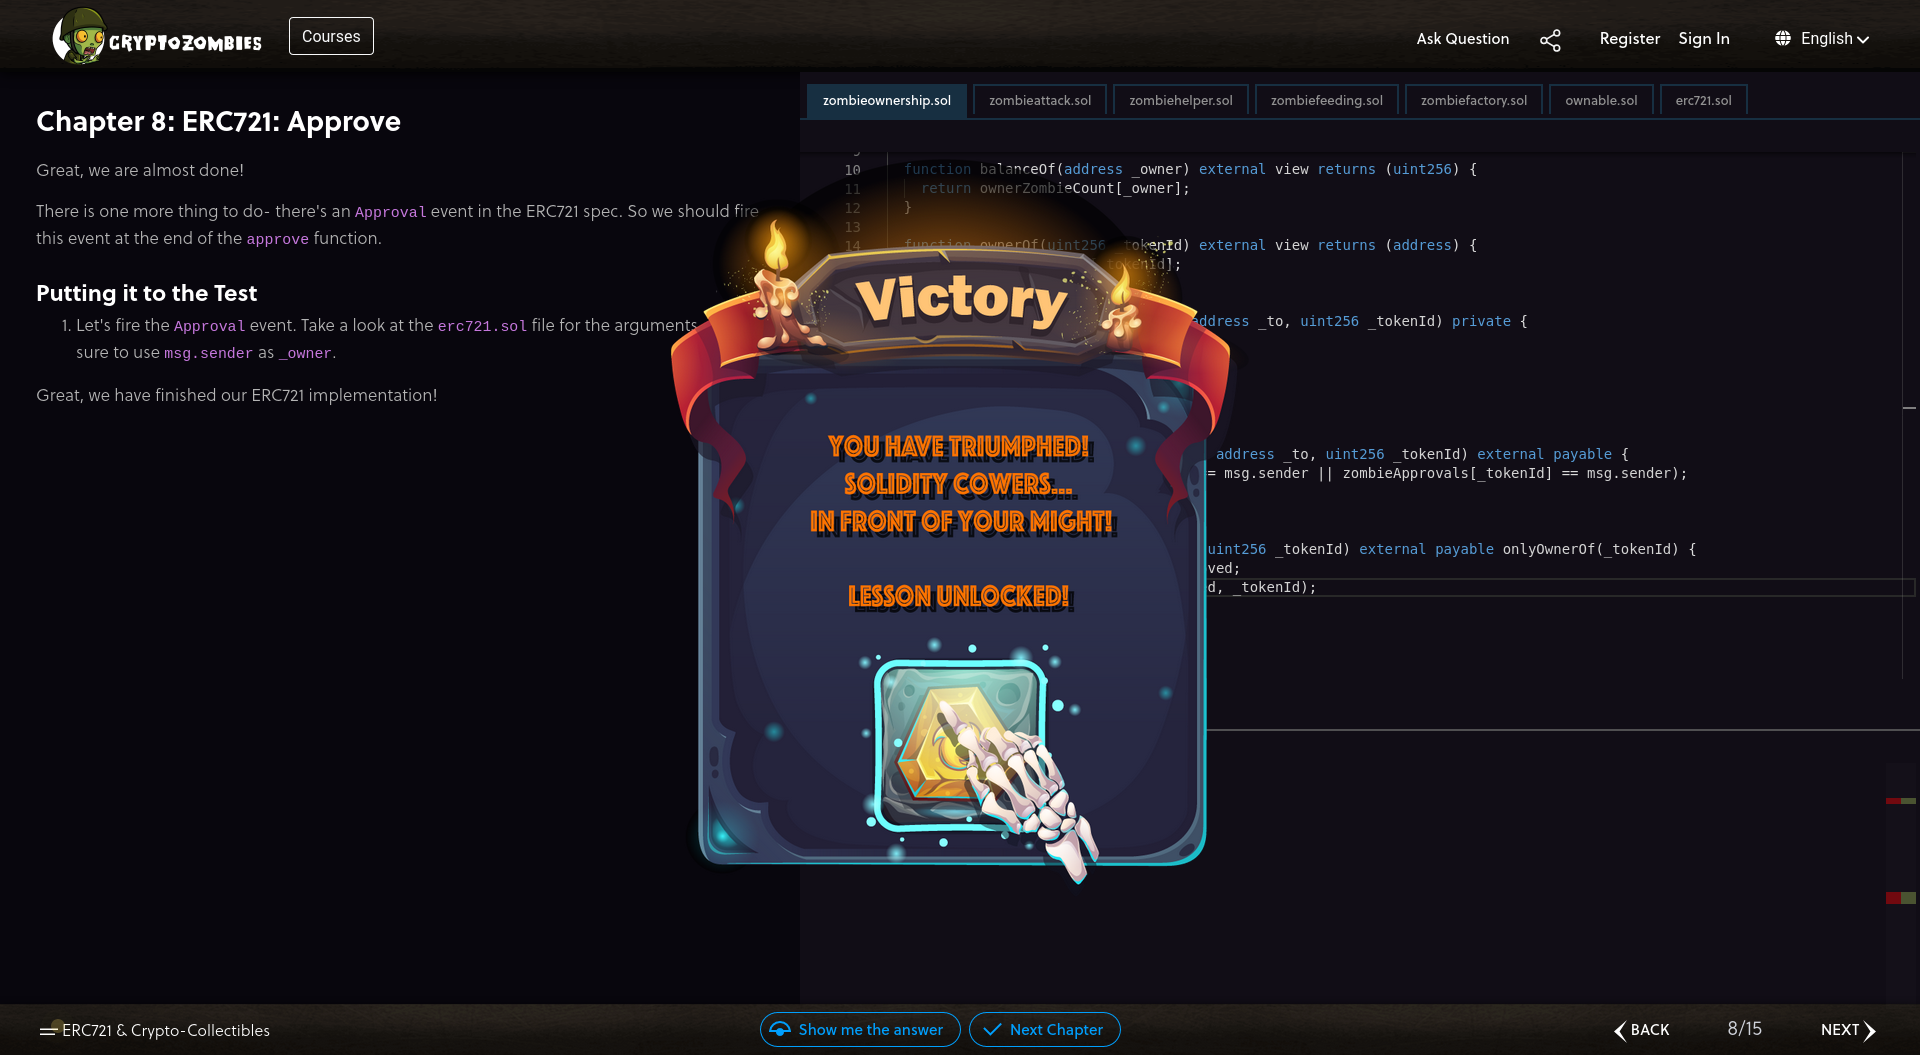 CRYPTOZOMBIES
Courses
Ask Question
Register
Sign In
English
Chapter 8: ERC721: Approve
Great, we are almost done!
There is one more thing to do- there's an Approval event in the ERC721 spec. So we should fire
this event at the end of the approve function.
Putting it to the Test
1. Let's fire the Approval event. Take a look at the erc721.sol file for the arguments
sure to use msg.sender as _owner.
Great, we have finished our ERC721 implementation!
zombieownership.sol
zombieattack.sol
zombiehelper.sol
zombiefeeding.sol
zombiefactory.sol
ownable.sol
erc721.sol
10 function balanceOf(address _owner) external view returns (uint256) {
11 return ownerZombieCount[_owner];
12 }
13
14 function ownerOf(uint256 _tokenId) external view returns (address) {
tokenId];
address _to, uint256 _tokenId) private {
address _to, uint256 _tokenId) external payable {
= msg.sender || zombieApprovals[_tokenId] == msg.sender);
uint256 _tokenId) external payable onlyOwnerOf(_tokenId) {
ved;
d, _tokenId);
Victory
YOU HAVE TRIUMPHED!
SOLIDITY COWERS...
IN FRONT OF YOUR MIGHT!
LESSON UNLOCKED!
ERC721 & Crypto-Collectibles
Show me the answer
Next Chapter
BACK
8/15
NEXT